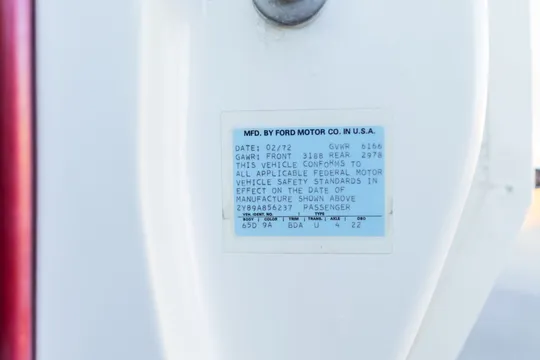 MFD. BY FORD MOTOR CO. IN U.S.A.
DATE: 02/72 GVWR 6166
GAWR: FRONT 3188 REAR 2978
THIS VEHICLE CONFORMS TO
ALL APPLICABLE FEDERAL MOTOR
VEHICLE SAFETY STANDARDS IN
EFFECT ON THE DATE OF
MANUFACTURE SHOWN ABOVE
2Y89A856237 PASSENGER
VEH. IDENT. NO. TYPE
BODY COLOR TRIM TRANS. AXLE DSO
65D 9A BDA U 4 22